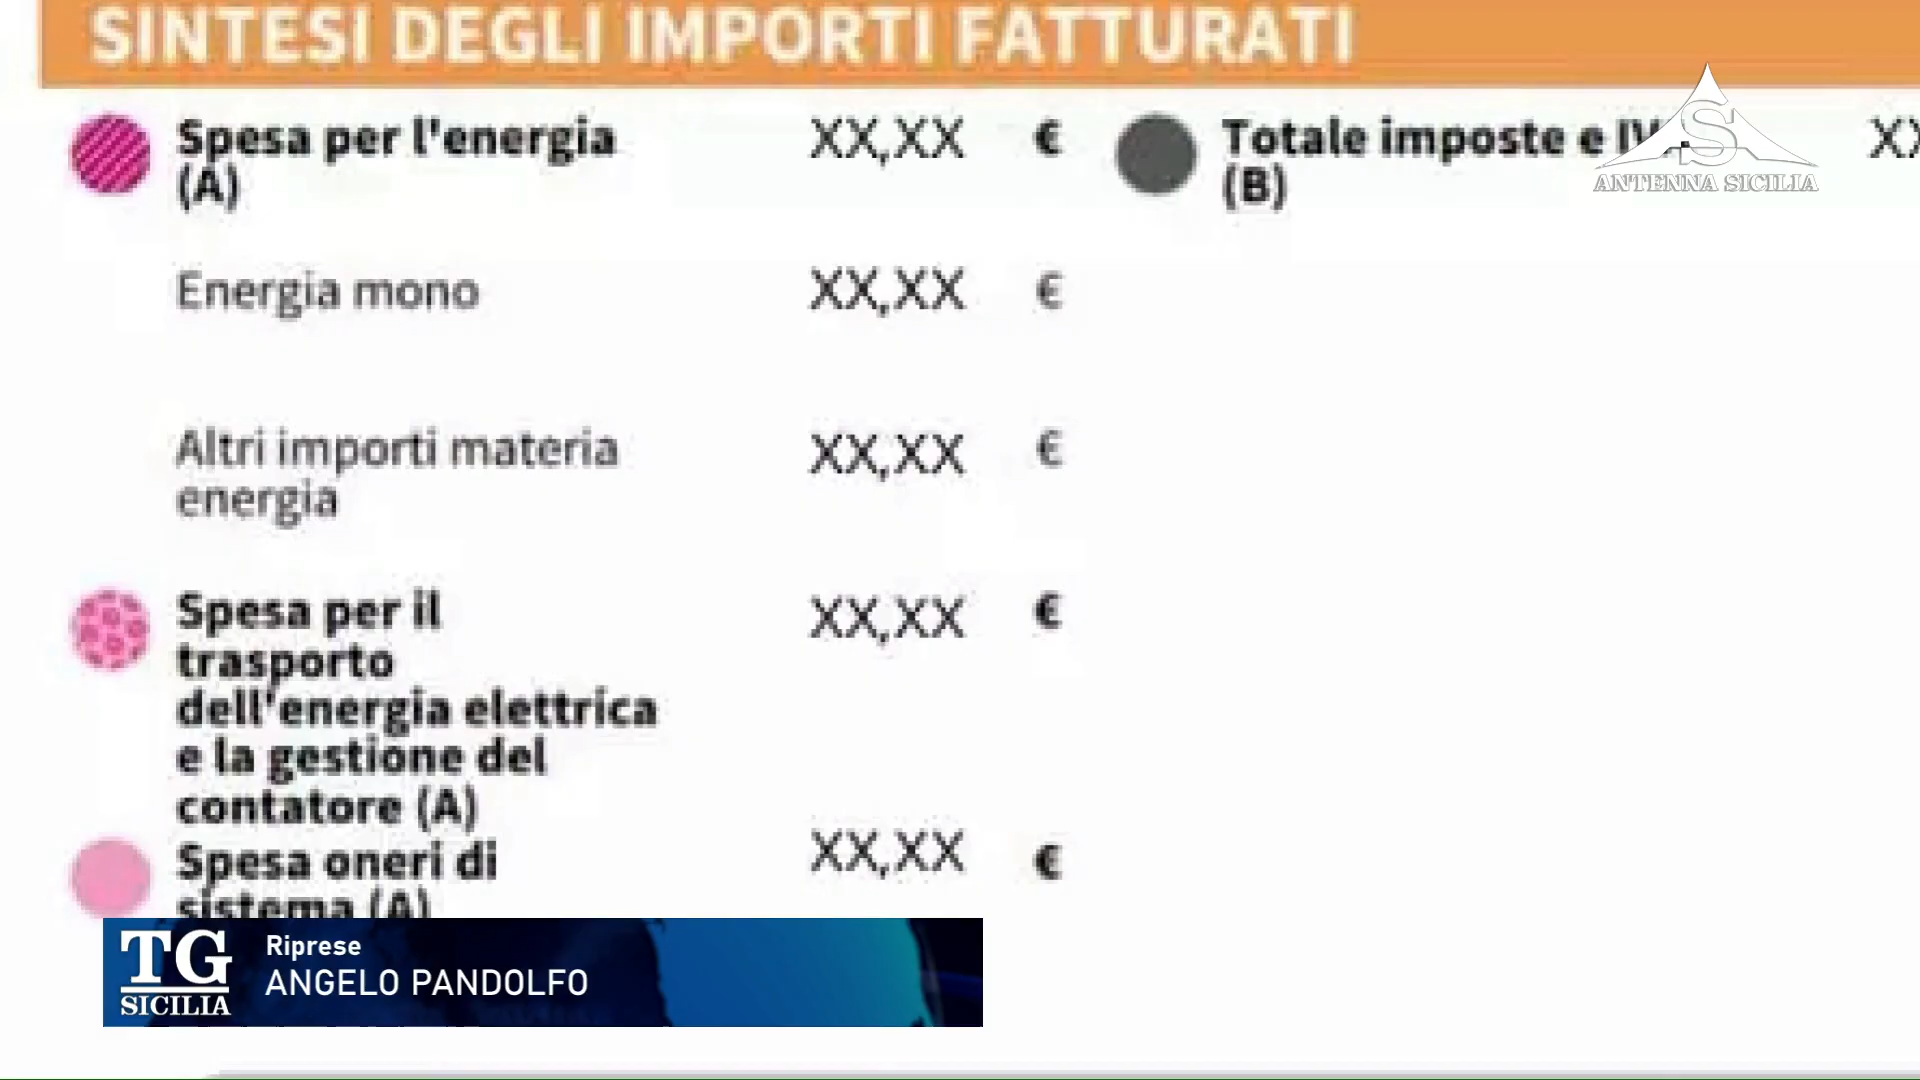 SINTESI DEGLI IMPORTI FATTURATI
Spesa per l'energia XX,XX €
(A)
Energia mono XX,XX €
Altri importi materia XX,XX €
energia
Spesa per il XX,XX €
trasporto
dell'energia elettrica
e la gestione del
contatore (A)
Spesa oneri di XX,XX €
sistema (A)
Totale imposte e XX
(B)
S
ANTENNA SICILIA
TG
SICILIA
Riprese
ANGELO PANDOLFO